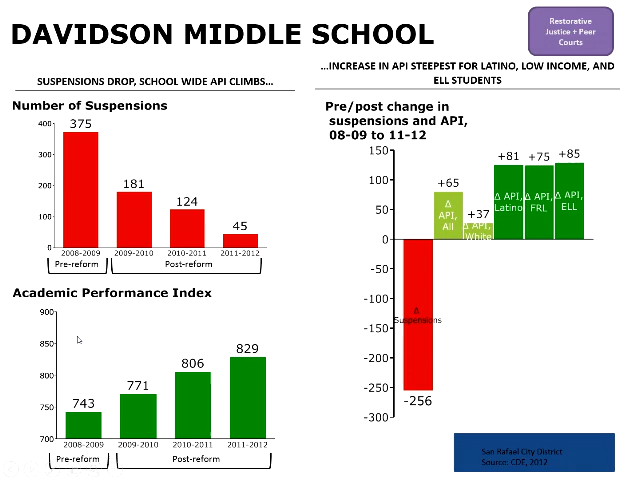 DAVIDSON MIDDLE SCHOOL
Restorative
Justice + Peer
Courts
SUSPENSIONS DROP, SCHOOL WIDE API CLIMBS...
...INCREASE IN API STEEPEST FOR LATINO, LOW INCOME, AND
ELL STUDENTS
Number of Suspensions
400
300
200
100
0
375
181
124
45
2008-2009
2009-2010
2010-2011
2011-2012
Pre-reform
Post-reform
Academic Performance Index
900
850
800
750
700
743
771
806
829
2008-2009
2009-2010
2010-2011
2011-2012
Pre-reform
Post-reform
Pre/post change in
suspensions and API,
08-09 to 11-12
150
100
50
0
-50
-100
-150
-200
-250
-300
Δ
Suspensions
-256
+65
Δ
API,
All
+37
Δ API,
White
+81
Δ API,
Latino
+75
Δ API,
FRL
+85
Δ API,
ELL
San Rafael City District
Source: CDE, 2012